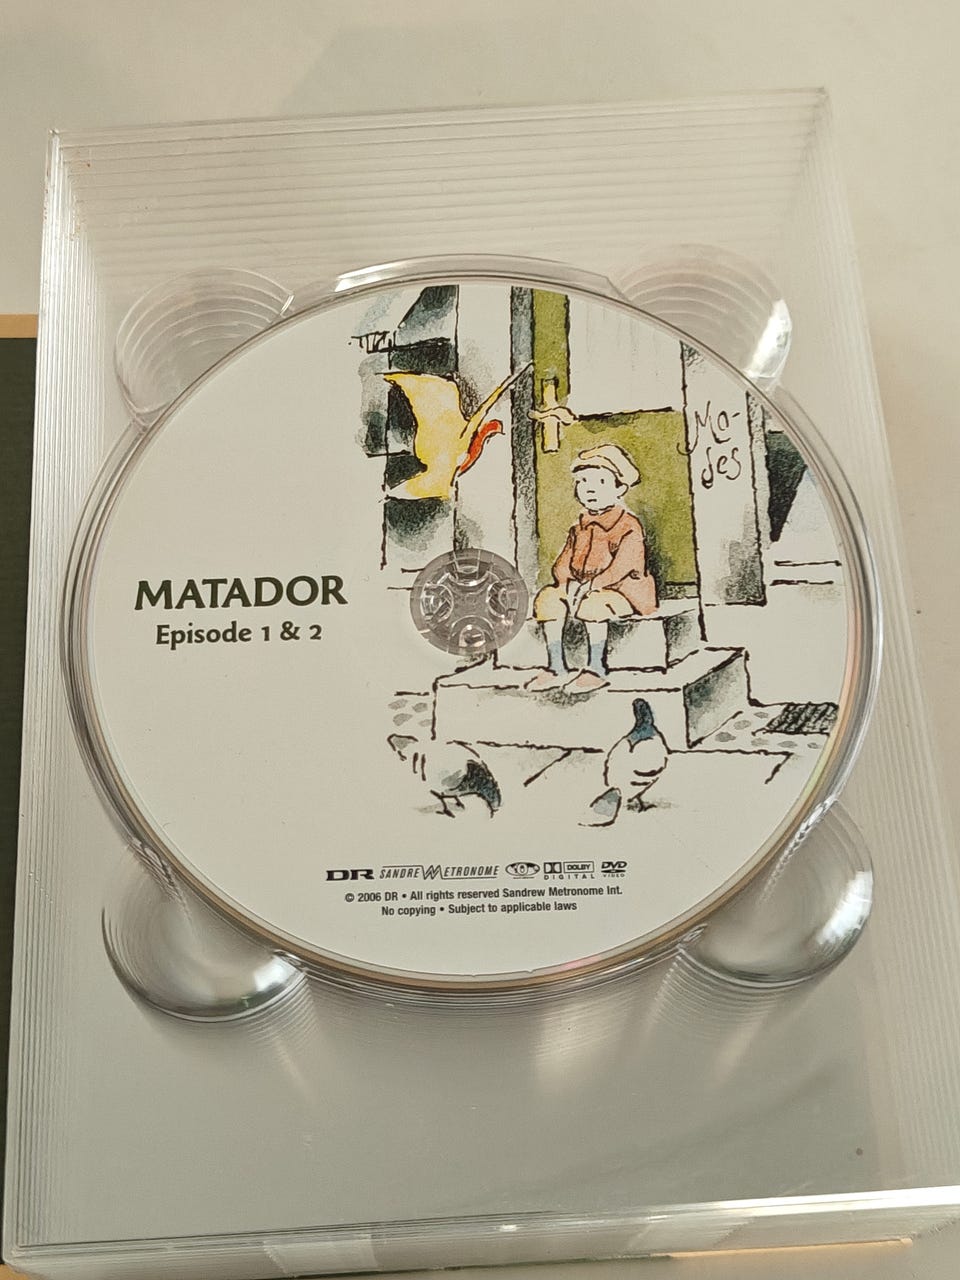 Mo-
ses
MATADOR
Episode 1 & 2
DR SANDREW METRONOME DOLBY DIGITAL DVD VIDEO
© 2006 DR • All rights reserved Sandrew Metronome Int.
No copying • Subject to applicable laws